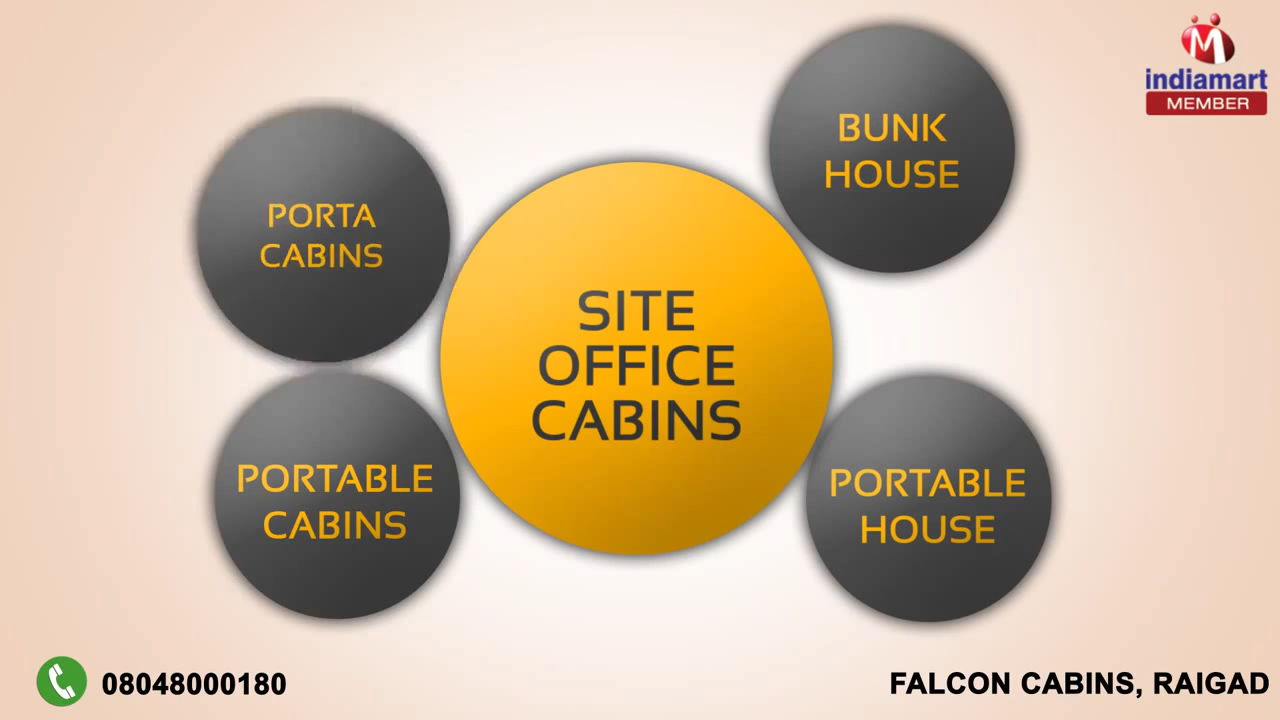 indiamart
MEMBER
BUNK
HOUSE
PORTA
CABINS
SITE
OFFICE
CABINS
PORTABLE
CABINS
PORTABLE
HOUSE
08048000180
FALCON CABINS, RAIGAD